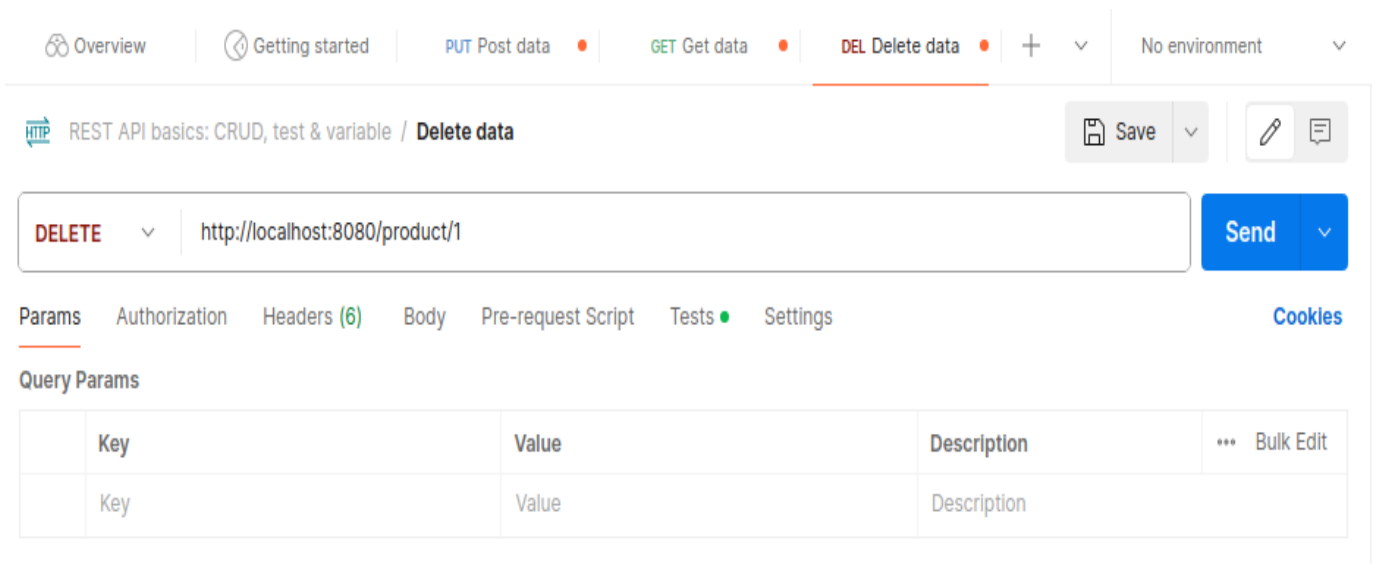 Overview Getting started PUT Post data GET Get data DEL Delete data No environment
HTTP REST API basics: CRUD, test & variable / Delete data Save
DELETE http://localhost:8080/product/1 Send
Params Authorization Headers (6) Body Pre-request Script Tests Settings Cookies
Query Params
Key Value Description Bulk Edit
Key Value Description